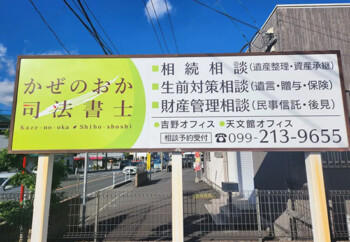 かぜのおか
司法書士
Kaze-no-oka Shiho-shoshi
■相続相談(遺産整理・資産承継)
■生前対策相談(遺言・贈与・保険)
■財産管理相談(民事信託・後見)
●吉野オフィス ●天文館オフィス
相談予約受付 ☎099-213-9655